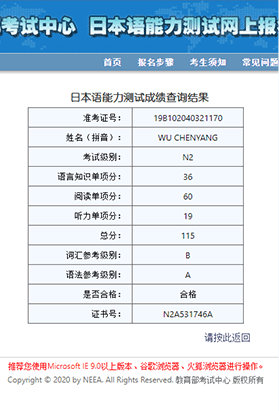 考试中心 日本语能力测试网上报
首页 报名步骤 考生须知 常见问题
日本语能力测试成绩查询结果
准考证号： 19B102040321170
姓名（拼音）： WU CHENYANG
考试级别： N2
语言知识单项分： 36
阅读单项分： 60
听力单项分： 19
总分： 115
词汇参考级别： B
语法参考级别： A
是否合格： 合格
证书号： N2A531746A
请按此返回
推荐您使用Microsoft IE 9.0以上版本、谷歌浏览器、火狐浏览器进行操作。
Copyright © 2020 by NEEA. All Rights Reserved. 教育部考试中心 版权所有